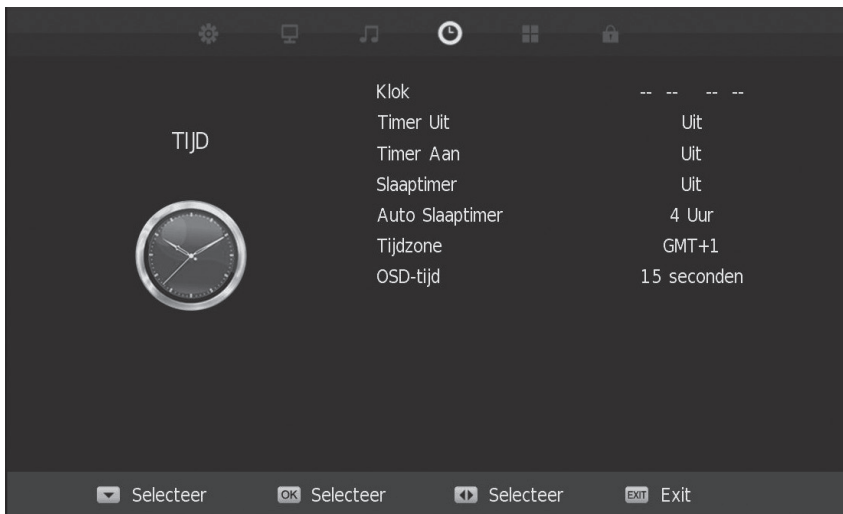 TIJD
Klok -- -- -- --
Timer Uit Uit
Timer Aan Uit
Slaaptimer Uit
Auto Slaaptimer 4 Uur
Tijdzone GMT+1
OSD-tijd 15 seconden
Selecteer OK Selecteer Selecteer EXIT Exit